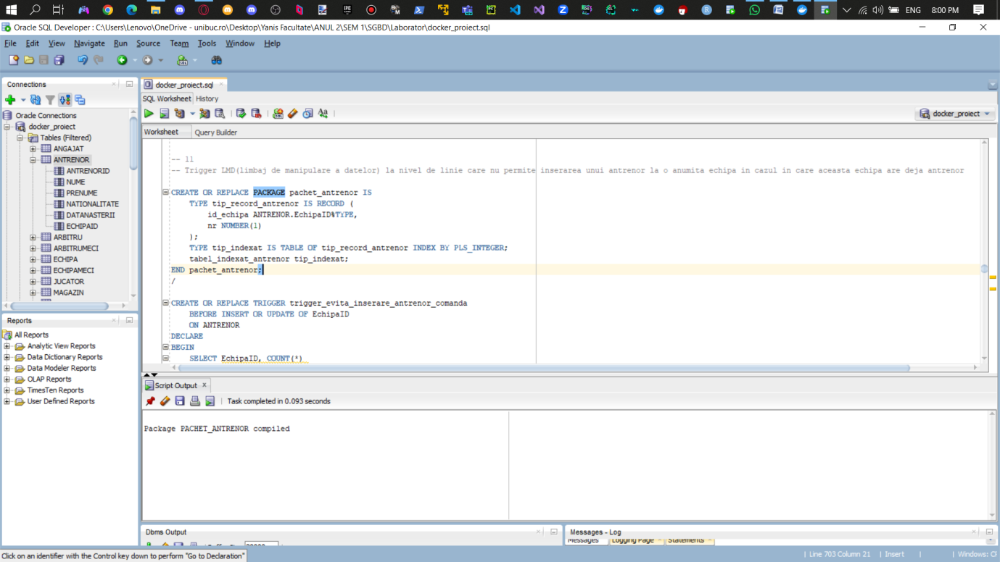 ENG
8:00 PM
Oracle SQL Developer : C:\Users\Lenovo\OneDrive - unibuc.ro\Desktop\Yanis Facultate\ANUL 2\SEM 1\SGBD\Laborator\docker_proiect.sql
File Edit View Navigate Run Source Team Tools Window Help
Connections
Oracle Connections
docker_project
Tables (Filtered)
ANGAJAT
ANTRENOR
ANTRENORID
NUME
PRENUME
NATIONALITATE
DATANASTERII
ECHIPAID
ARBITRU
ARBITRUMECI
ECHIPA
ECHIPAMECI
JUCATOR
MAGAZIN
Reports
All Reports
Analytic View Reports
Data Dictionary Reports
Data Modeler Reports
OLAP Reports
TimesTen Reports
User Defined Reports
docker_proiect.sql
SQL Worksheet History
docker_project
Worksheet Query Builder
-- 11
-- Trigger LMD(limbaj de manipulare a datelor) la nivel de linie care nu permite inserarea unui antrenor la o anumita echipa in cazul in care aceasta echipa are deja antrenor
CREATE OR REPLACE PACKAGE pachet_antrenor IS
TYPE tip_record_antrenor IS RECORD (
id_echipa ANTRENOR.EchipaID%TYPE,
nr NUMBER(1)
);
TYPE tip_indexat IS TABLE OF tip_record_antrenor INDEX BY PLS_INTEGER;
tabel_indexat_antrenor tip_indexat;
END pachet_antrenor;
/
CREATE OR REPLACE TRIGGER trigger_evita_inserare_antrenor_comanda
BEFORE INSERT OR UPDATE OF EchipaID
ON ANTRENOR
DECLARE
BEGIN
SELECT EchipaID, COUNT(*)
Script Output
Task completed in 0.093 seconds
Package PACHET_ANTRENOR compiled
Dbms Output
Messages - Log
Messages Logging Page Statements
Click on an identifier with the Control key down to perform "Go to Declaration"
Line 703 Column 21 Insert Windows: